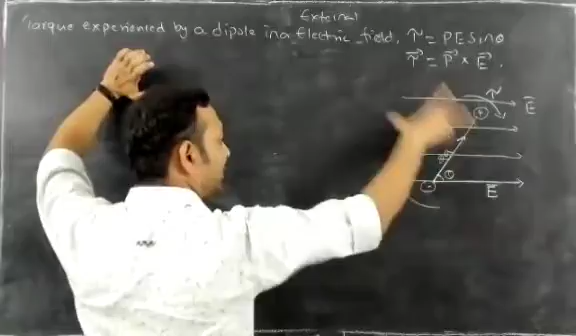 External
Torque experienced by a dipole in a electric field, τ = PE Sinθ
τ⃗ = P⃗ × E⃗ .
τ
+
E⃗
θ
-
E